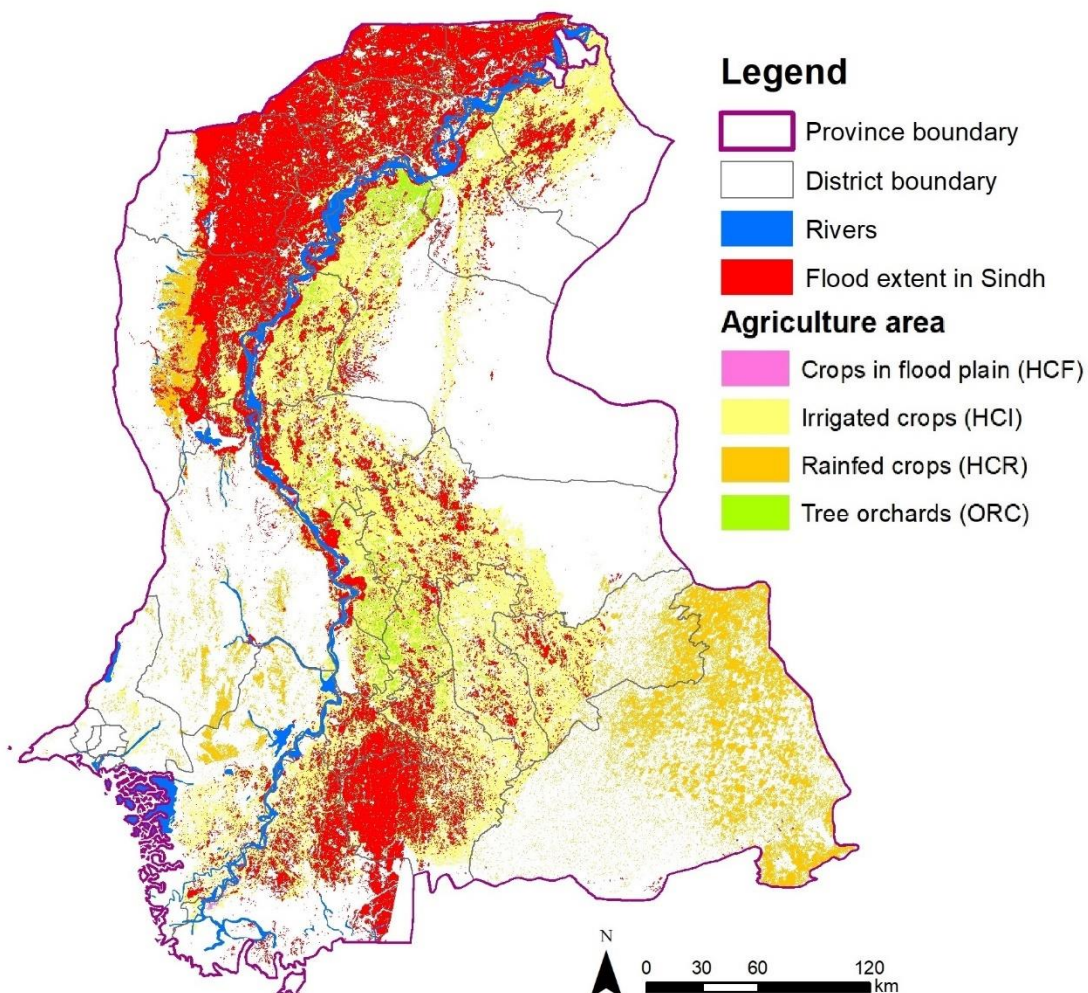 Legend
Province boundary
District boundary
Rivers
Flood extent in Sindh
Agriculture area
Crops in flood plain (HCF)
Irrigated crops (HCI)
Rainfed crops (HCR)
Tree orchards (ORC)
N
0 30 60 120
km